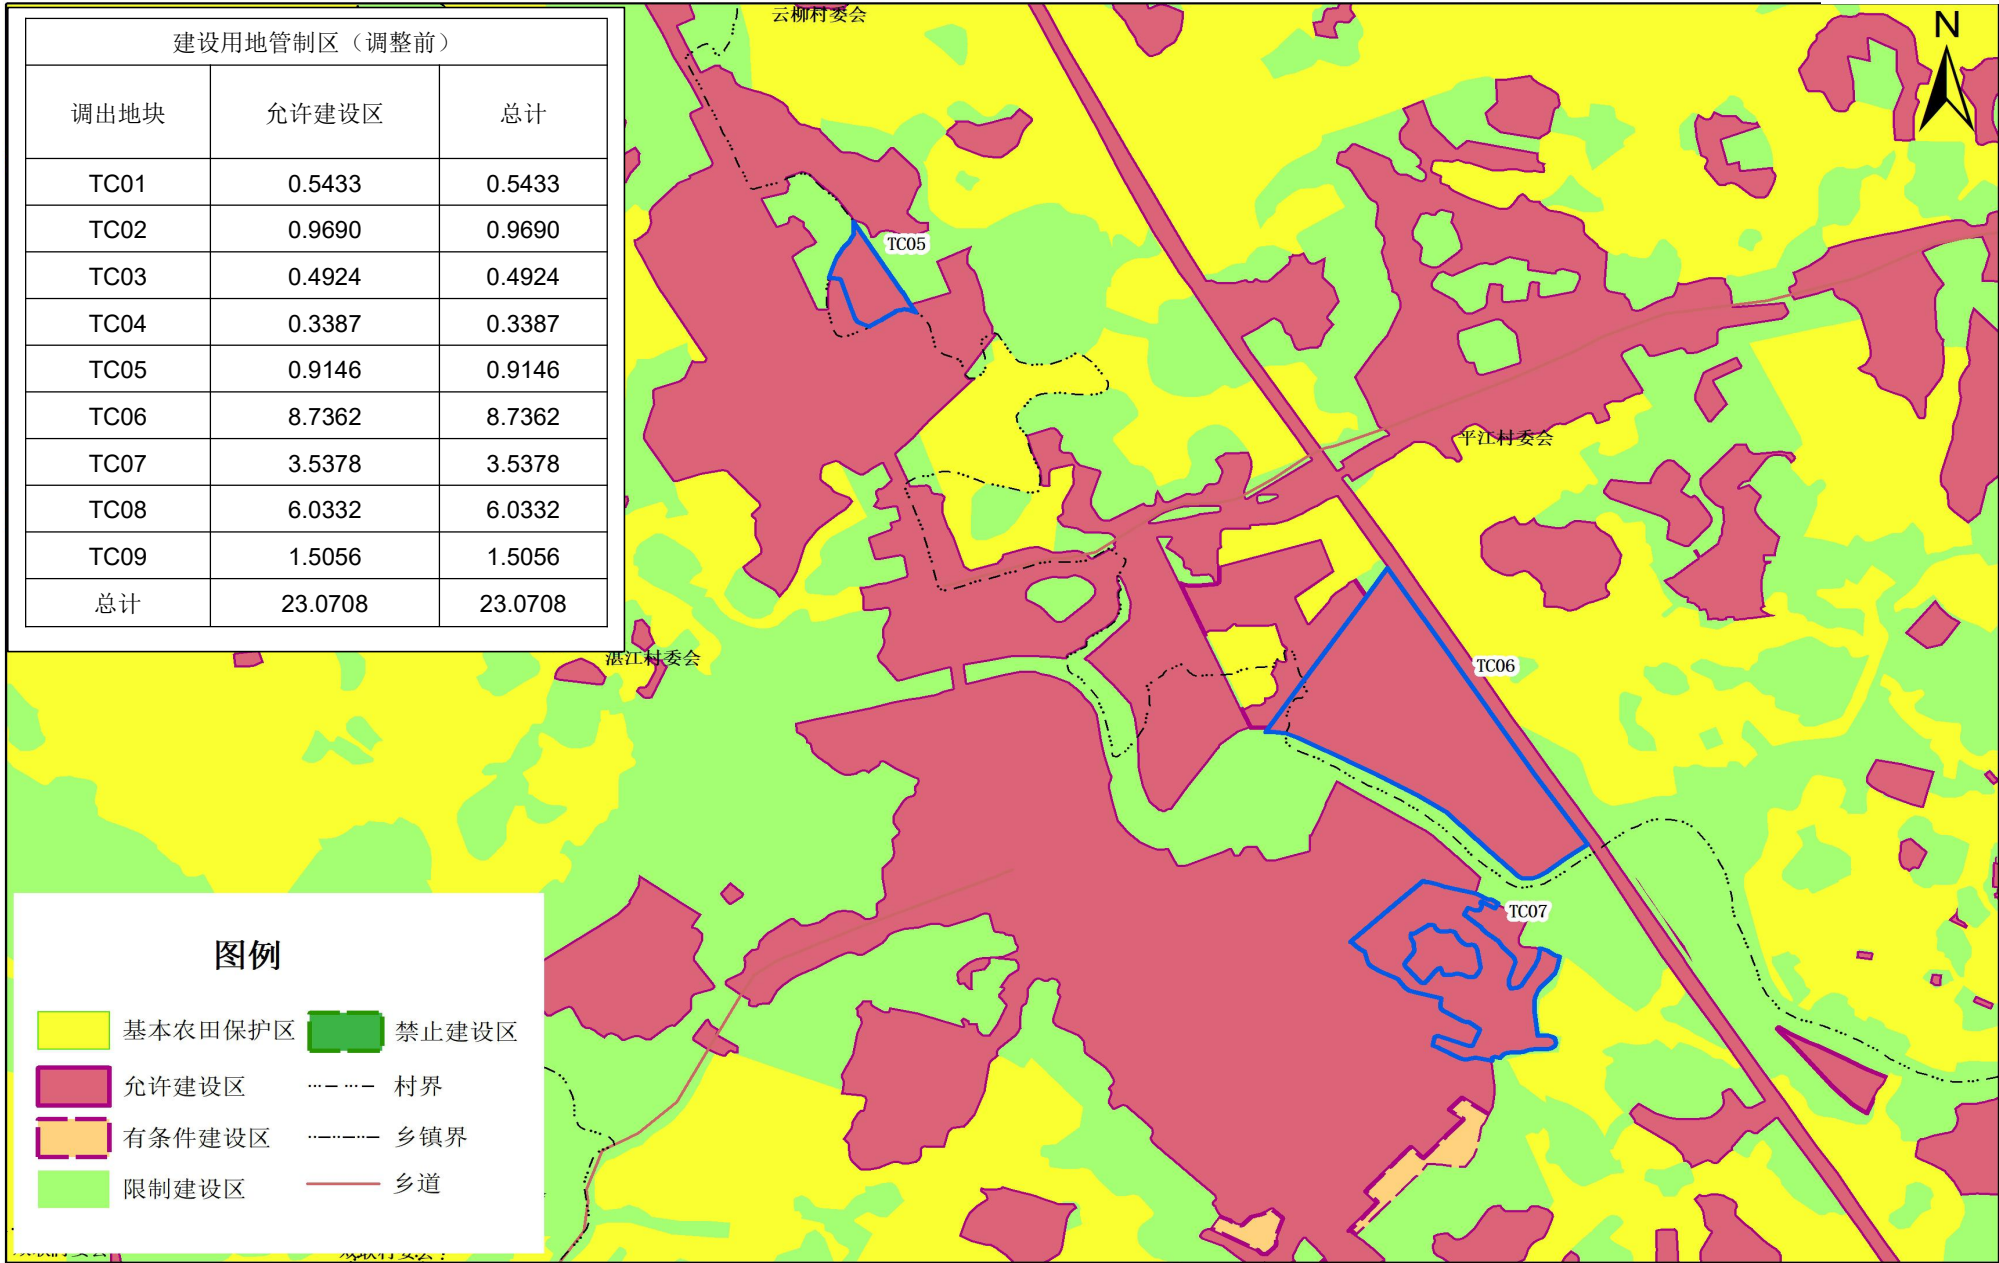 建设用地管制区（调整前）
调出地块 允许建设区 总计
TC01 0.5433 0.5433
TC02 0.9690 0.9690
TC03 0.4924 0.4924
TC04 0.3387 0.3387
TC05 0.9146 0.9146
TC06 8.7362 8.7362
TC07 3.5378 3.5378
TC08 6.0332 6.0332
TC09 1.5056 1.5056
总计 23.0708 23.0708
云柳村委会
N
TC05
平江村委会
湛江村委会
TC06
TC07
图例
基本农田保护区 禁止建设区
允许建设区 村界
有条件建设区 乡镇界
限制建设区 乡道